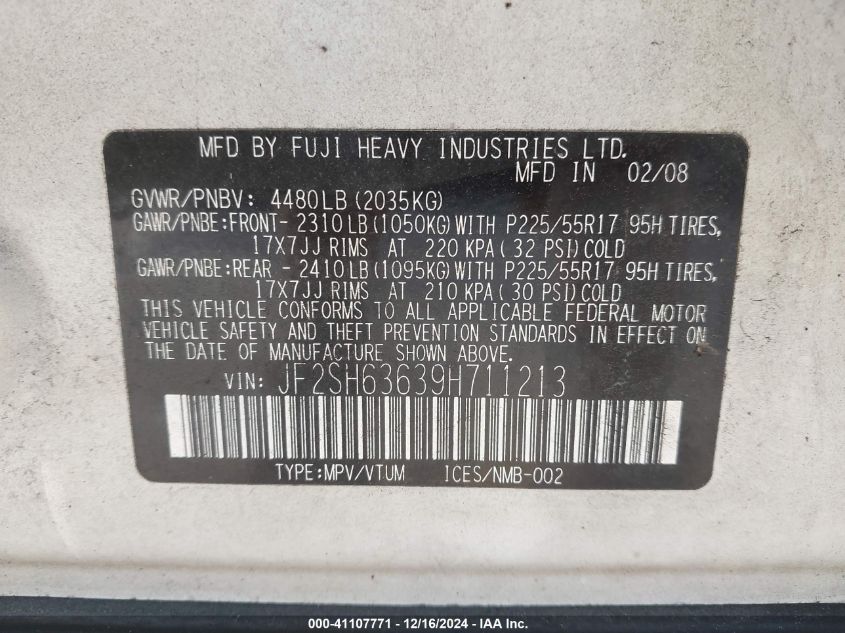 MFD BY FUJI HEAVY INDUSTRIES LTD.
MFD IN 02/08
GVWR/PNBV: 4480LB(2035KG)
GAWR/PNBE:FRONT- 2310LB(1050KG)WITH P225/55R17 95H TIRES,
17X7JJ RIMS AT 220 KPA(32 PSI)COLD
GAWR/PNBE:REAR - 2410LB(1095KG)WITH P225/55R17 95H TIRES,
17X7JJ RIMS AT 210 KPA(30 PSI)COLD
THIS VEHICLE CONFORMS TO ALL APPLICABLE FEDERAL MOTOR
VEHICLE SAFETY AND THEFT PREVENTION STANDARDS IN EFFECT ON
THE DATE OF MANUFACTURE SHOWN ABOVE.
VIN: JF2SH63639H711213
TYPE:MPV/VTUM ICES/NMB-002
000-41107771 - 12/16/2024 - IAA Inc.